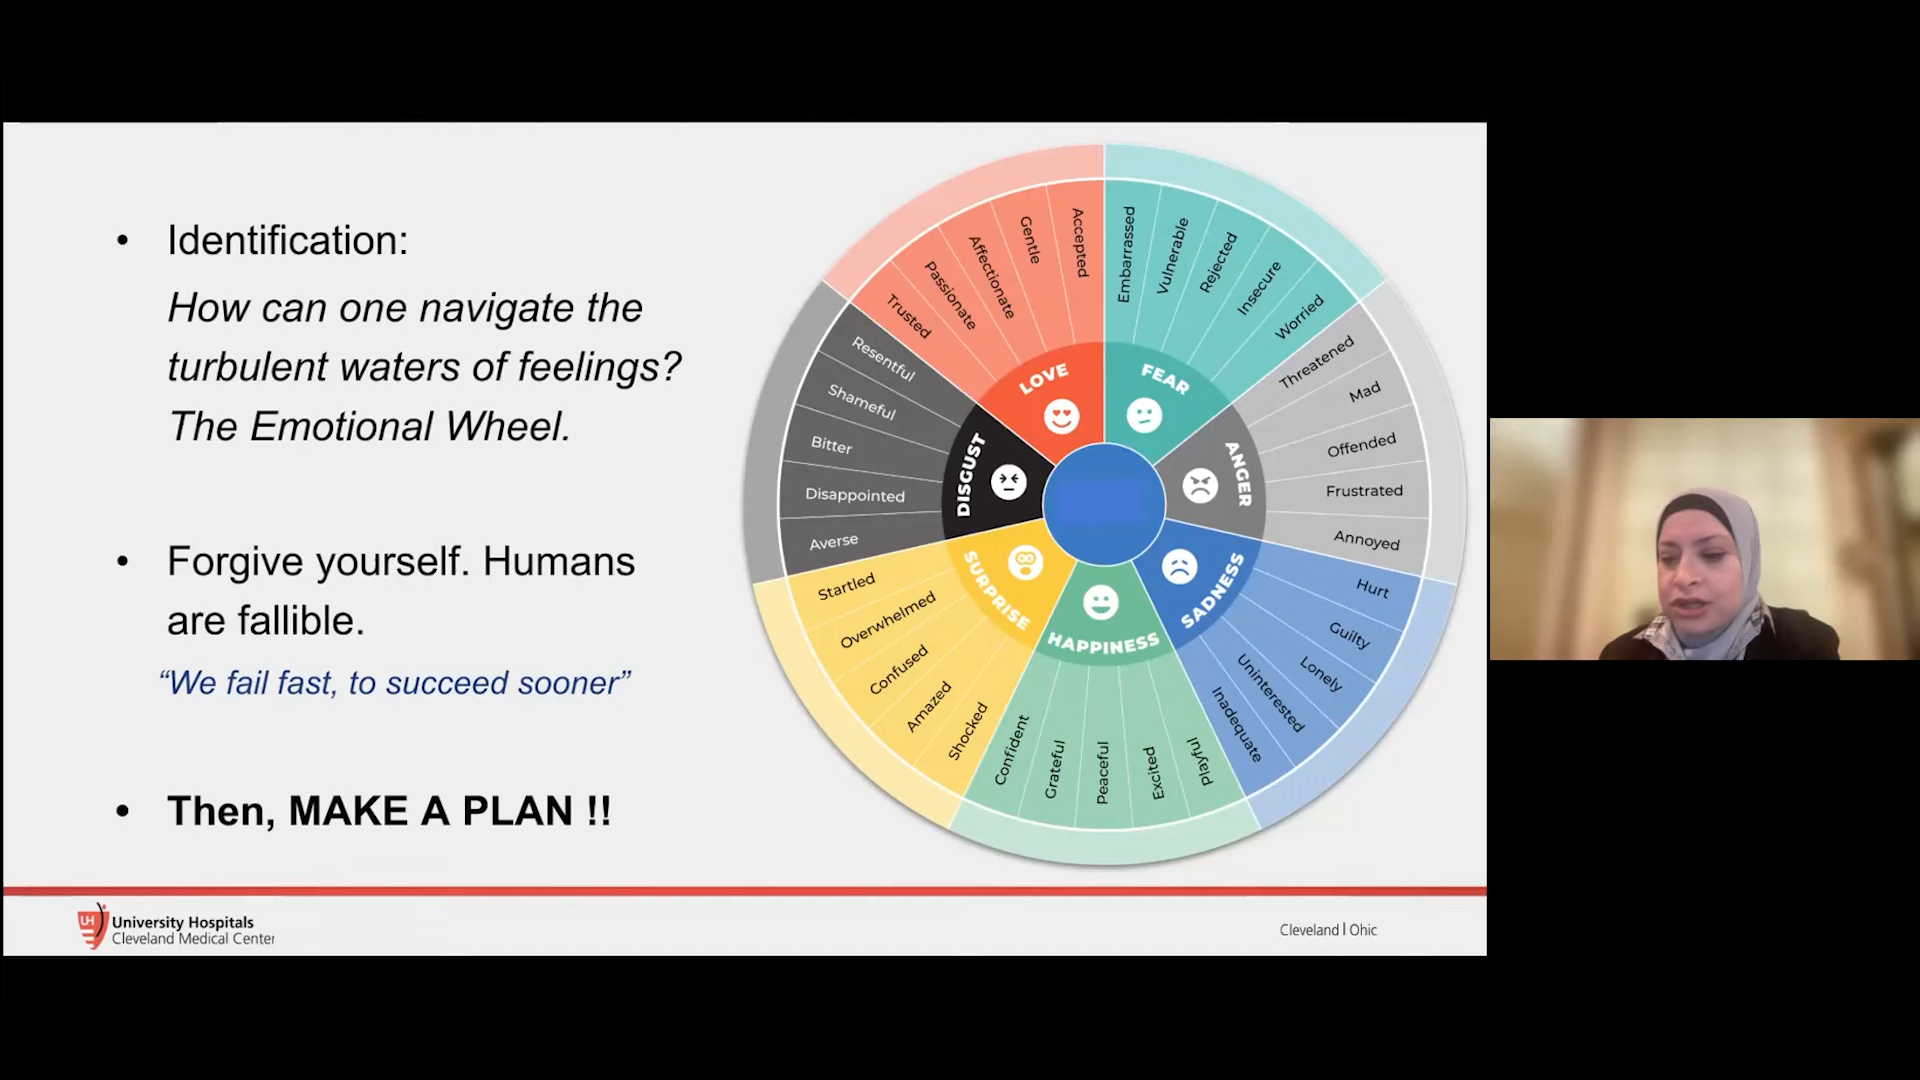 • Identification:
How can one navigate the
turbulent waters of feelings?
The Emotional Wheel.
• Forgive yourself. Humans
are fallible.
“We fail fast, to succeed sooner”
• Then, MAKE A PLAN !!
LOVE
Trusted
Passionate
Affectionate
Gentle
Accepted
FEAR
Embarrassed
Vulnerable
Rejected
Insecure
Worried
ANGER
Threatened
Mad
Offended
Frustrated
Annoyed
SADNESS
Hurt
Guilty
Lonely
Uninterested
Inadequate
HAPPINESS
Playful
Excited
Peaceful
Grateful
Confident
SURPRISE
Shocked
Amazed
Confused
Overwhelmed
Startled
DISGUST
Averse
Disappointed
Bitter
Shameful
Resentful
UH
University Hospitals
Cleveland Medical Center
Cleveland | Ohic